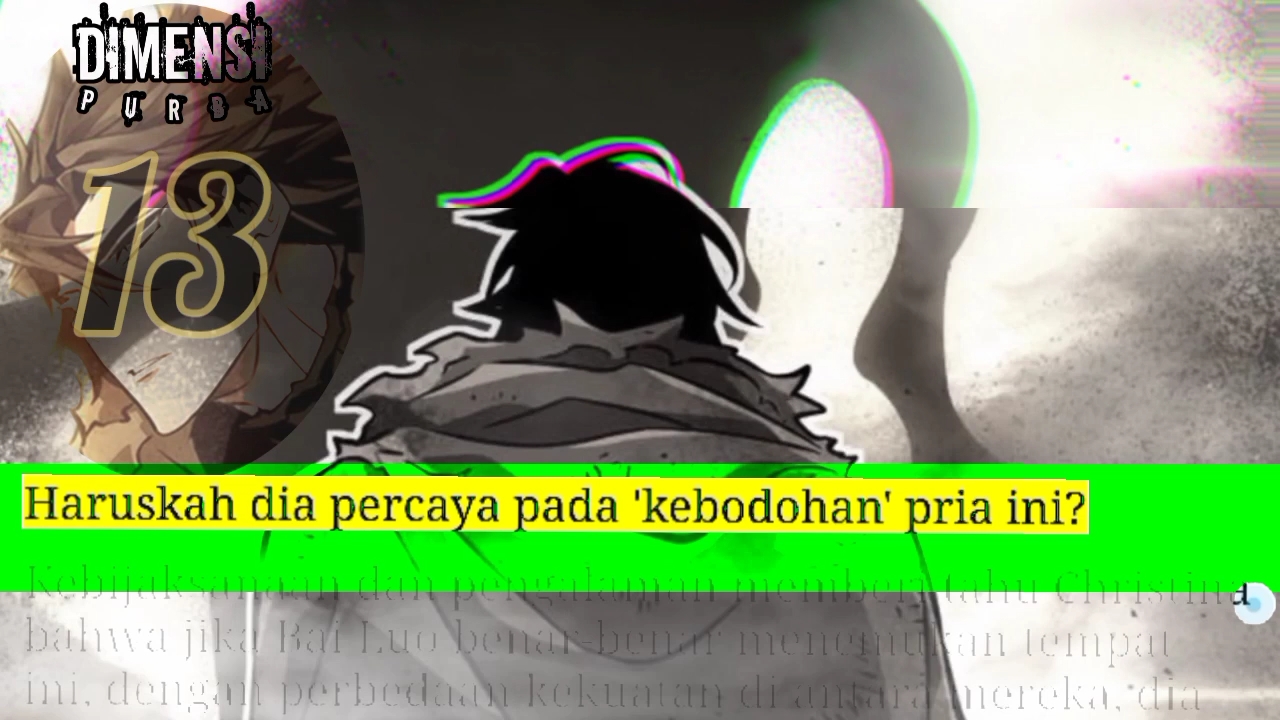 DIMENSI
PURBA
13
Haruskah dia percaya pada 'kebodohan' pria ini?
Kebijaksanaan dan pengalaman memberi tahu Christina
bahwa jika Bai Luo benar-benar menemukan tempat
ini, dengan perbedaan kekuatan di antara mereka, dia